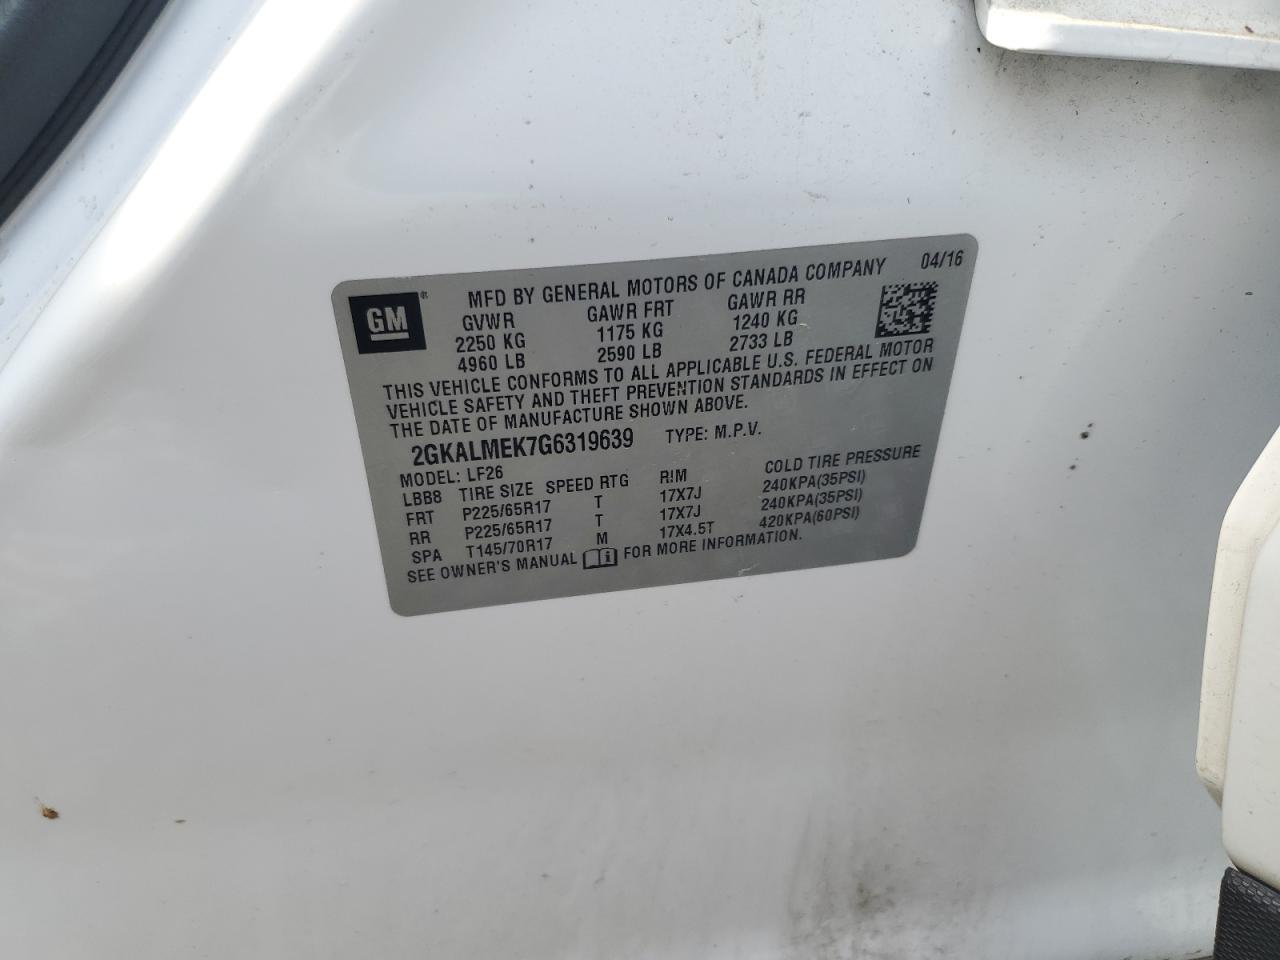 MFD BY GENERAL MOTORS OF CANADA COMPANY 04/16
GM®
GVWR GAWR FRT GAWR RR
2250 KG 1175 KG 1240 KG
4960 LB 2590 LB 2733 LB
THIS VEHICLE CONFORMS TO ALL APPLICABLE U.S. FEDERAL MOTOR
VEHICLE SAFETY AND THEFT PREVENTION STANDARDS IN EFFECT ON
THE DATE OF MANUFACTURE SHOWN ABOVE.
2GKALMEK7G6319639 TYPE: M.P.V.
MODEL: LF26
LBB8 TIRE SIZE SPEED RTG RIM COLD TIRE PRESSURE
FRT P225/65R17 T 17X7J 240KPA(35PSI)
RR P225/65R17 T 17X7J 240KPA(35PSI)
SPA T145/70R17 M 17X4.5T 420KPA(60PSI)
SEE OWNER'S MANUAL i FOR MORE INFORMATION.